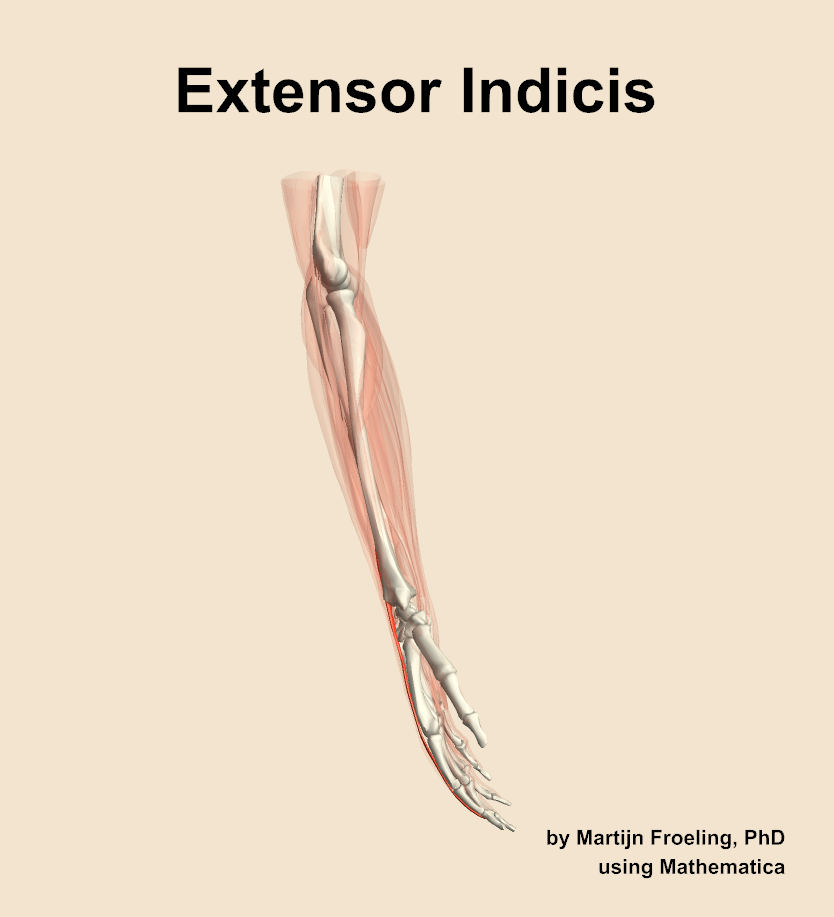 Extensor Indicis
by Martijn Froeling, PhD
using Mathematica